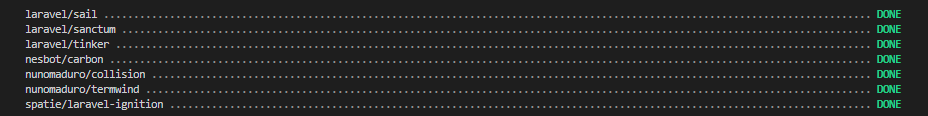 laravel/sail ................................................................................................................................ DONE
laravel/sanctum ............................................................................................................................. DONE
laravel/tinker .............................................................................................................................. DONE
nesbot/carbon ............................................................................................................................... DONE
nunomaduro/collision ........................................................................................................................ DONE
nunomaduro/termwind ......................................................................................................................... DONE
spatie/laravel-ignition ..................................................................................................................... DONE